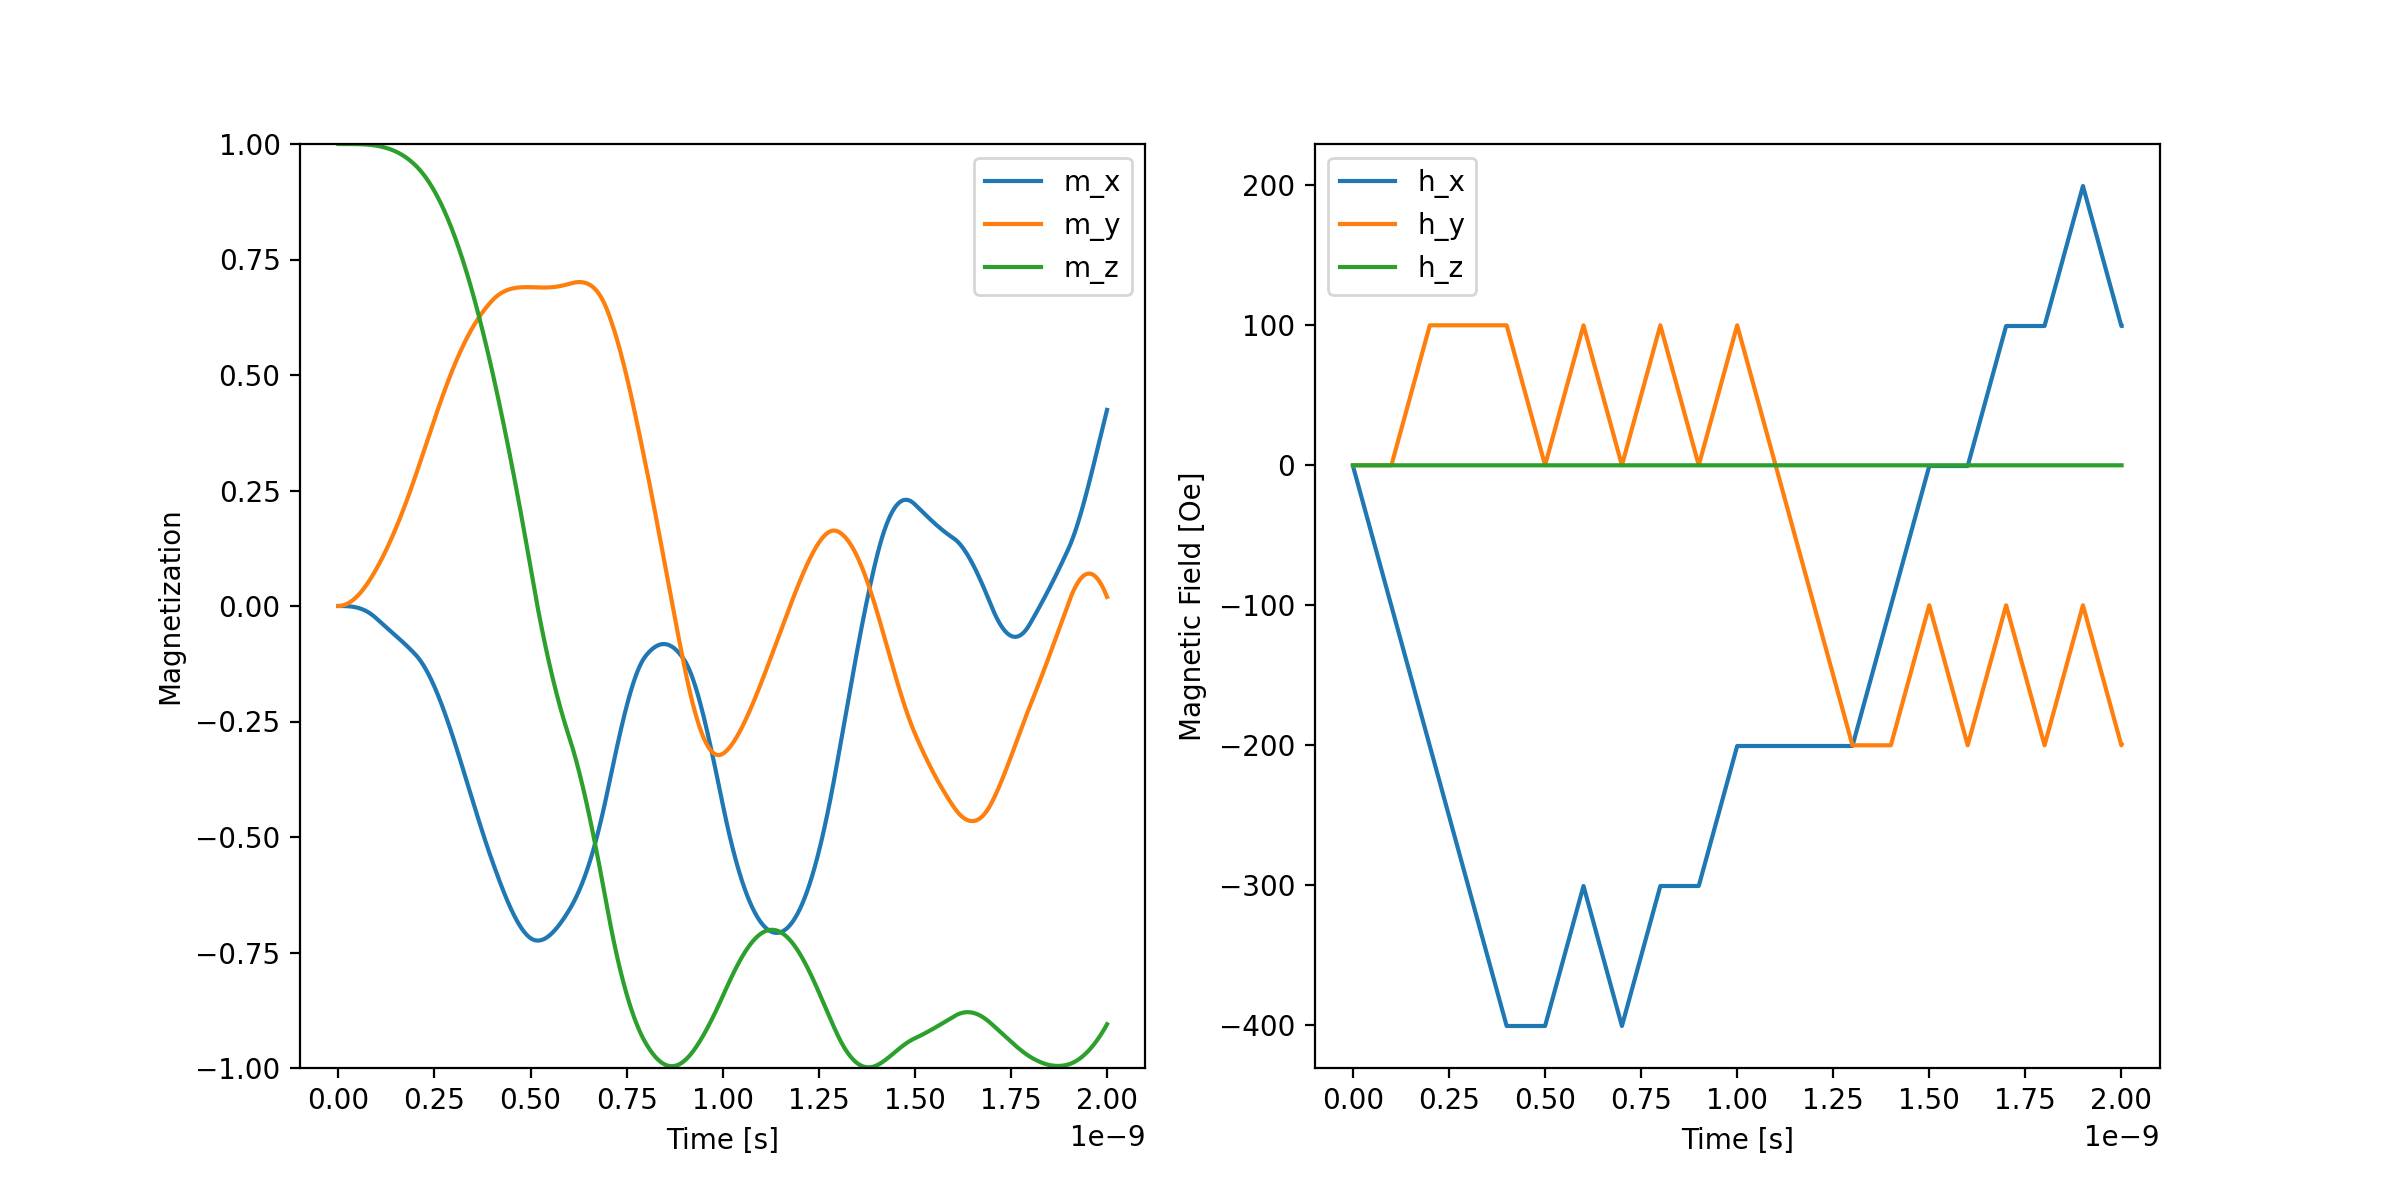 Magnetization
1.00
0.75
0.50
0.25
0.00
−0.25
−0.50
−0.75
−1.00
m_x
m_y
m_z
0.00 0.25 0.50 0.75 1.00 1.25 1.50 1.75 2.00
Time [s]
1e−9
Magnetic Field [Oe]
200
100
0
−100
−200
−300
−400
h_x
h_y
h_z
0.00 0.25 0.50 0.75 1.00 1.25 1.50 1.75 2.00
Time [s]
1e−9